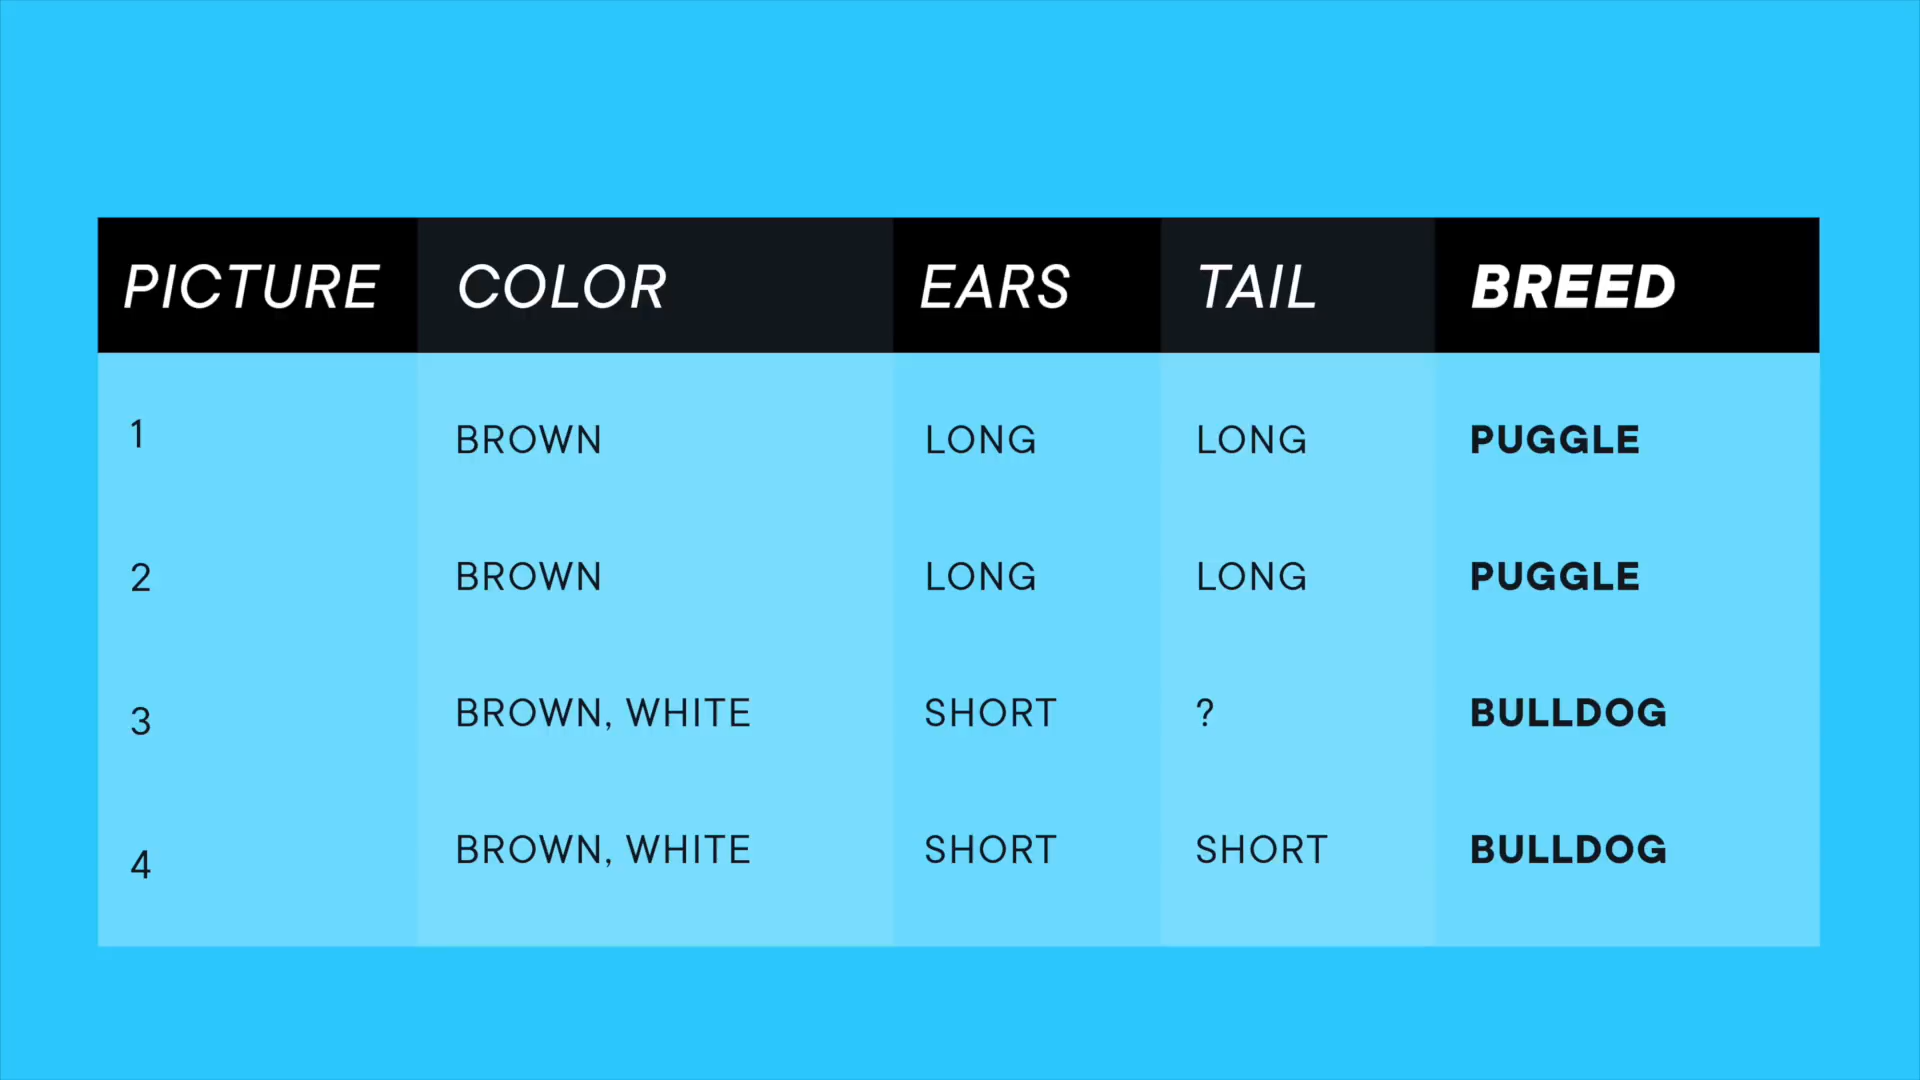 PICTURE COLOR EARS TAIL BREED
1 BROWN LONG LONG PUGGLE
2 BROWN LONG LONG PUGGLE
3 BROWN, WHITE SHORT ? BULLDOG
4 BROWN, WHITE SHORT SHORT BULLDOG